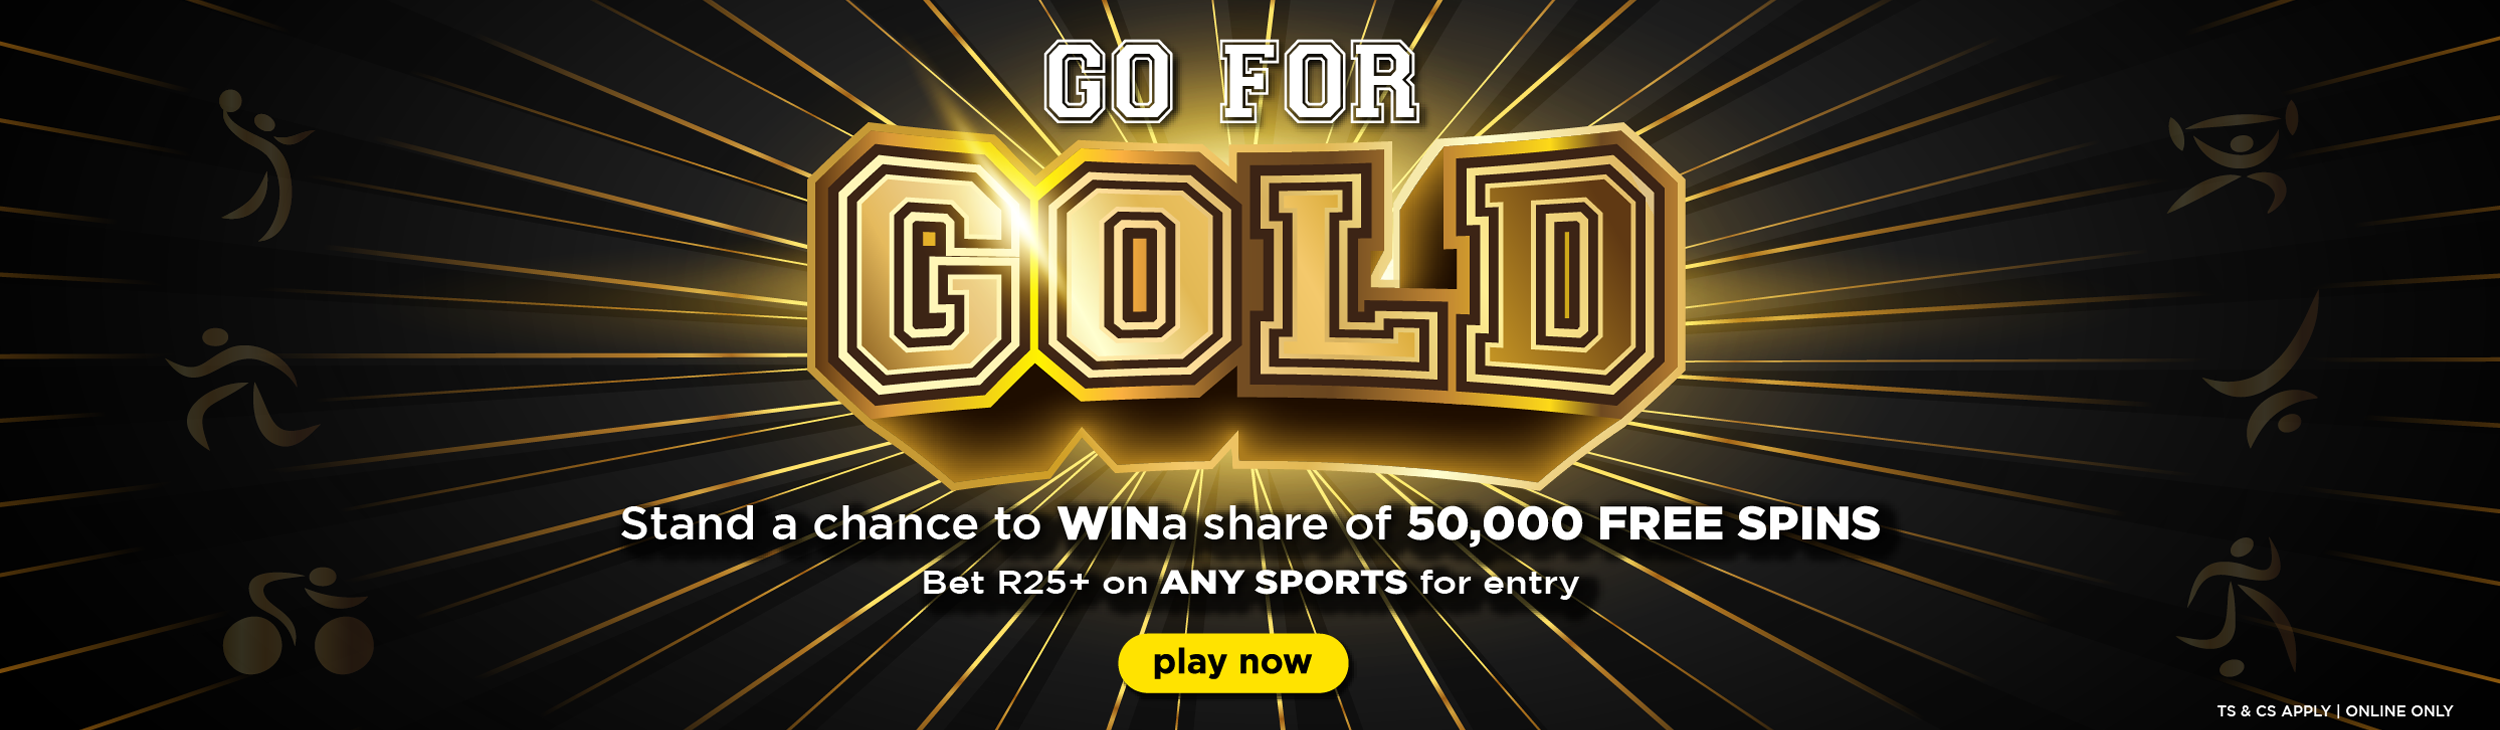 GO FOR
GOLD
Stand a chance to WINa share of 50,000 FREE SPINS
Bet R25+ on ANY SPORTS for entry
play now
TS & CS APPLY | ONLINE ONLY